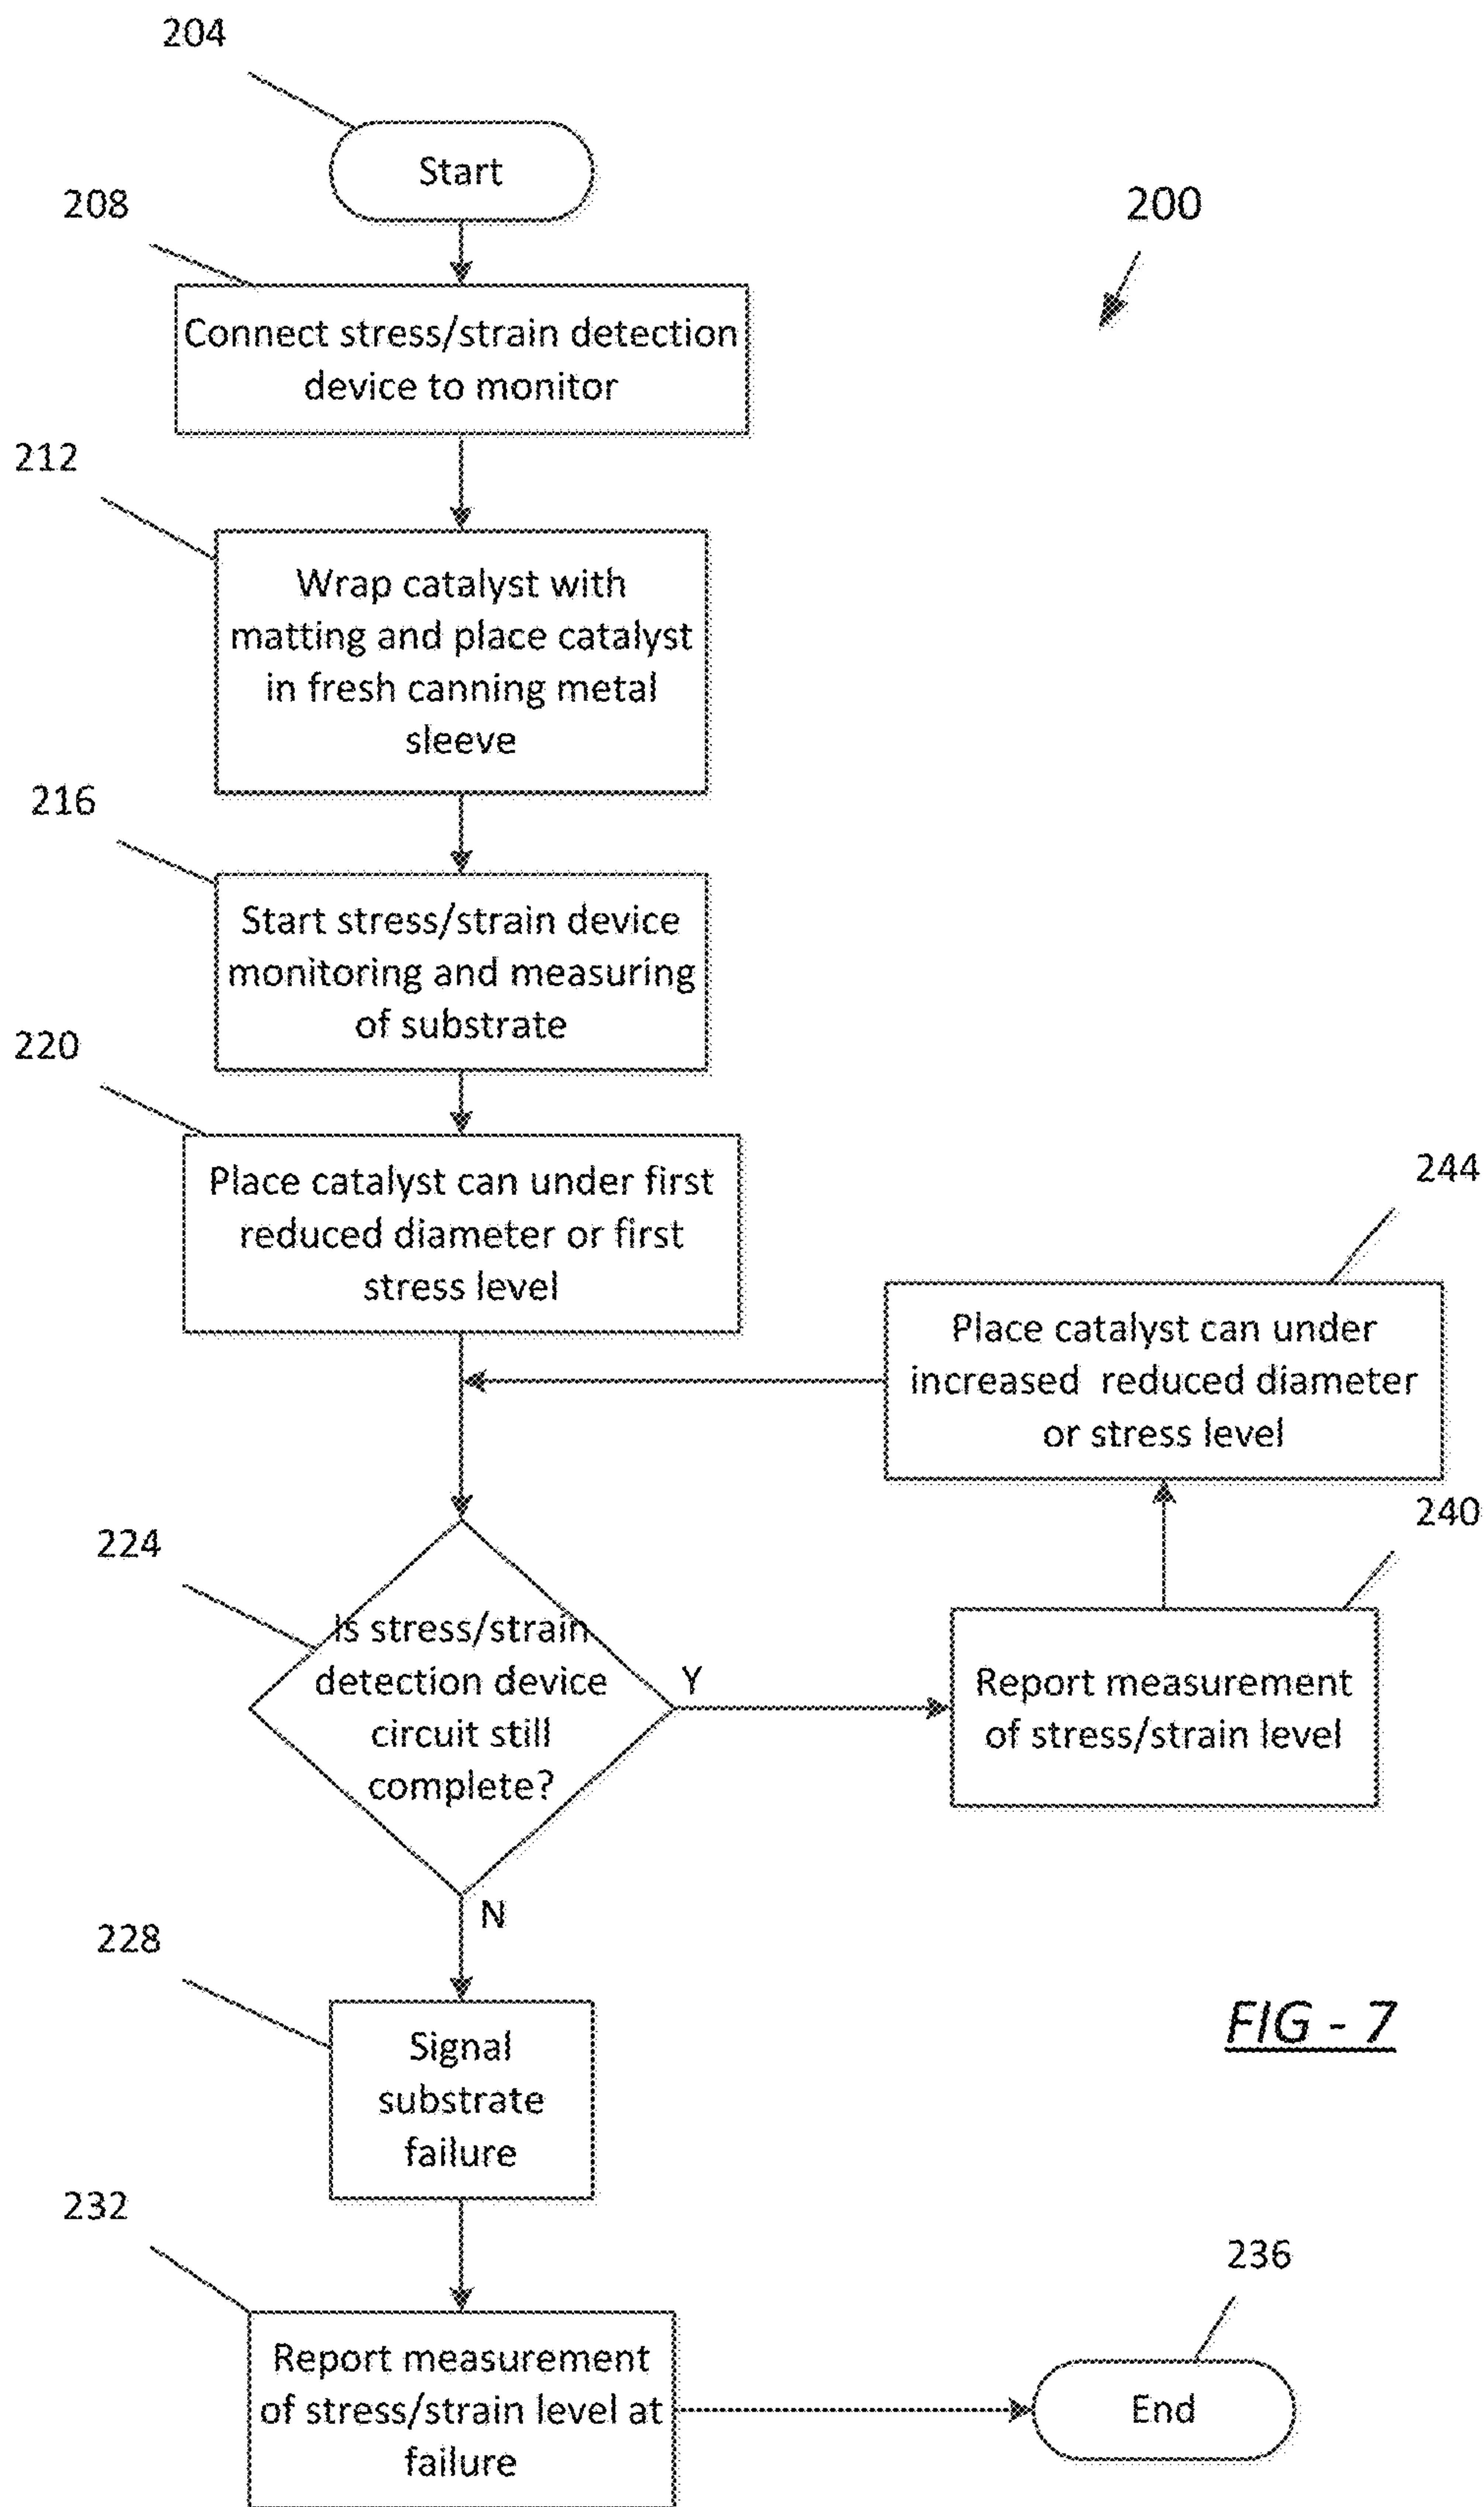 204
Start
208
200
Connect stress/strain detection
device to monitor
212
Wrap catalyst with
matting and place catalyst
in fresh canning metal
sleeve
216
Start stress/strain device
monitoring and measuring
of substrate
220
Place catalyst can under first
reduced diameter or first
stress level
244
Place catalyst can under
increased reduced diameter
or stress level
240
224
Is stress/strain
detection device
circuit still
complete?
Y
Report measurement
of stress/strain level
N
228
Signal
substrate
failure
FIG - 7
232
Report measurement
of stress/strain level at
failure
236
End